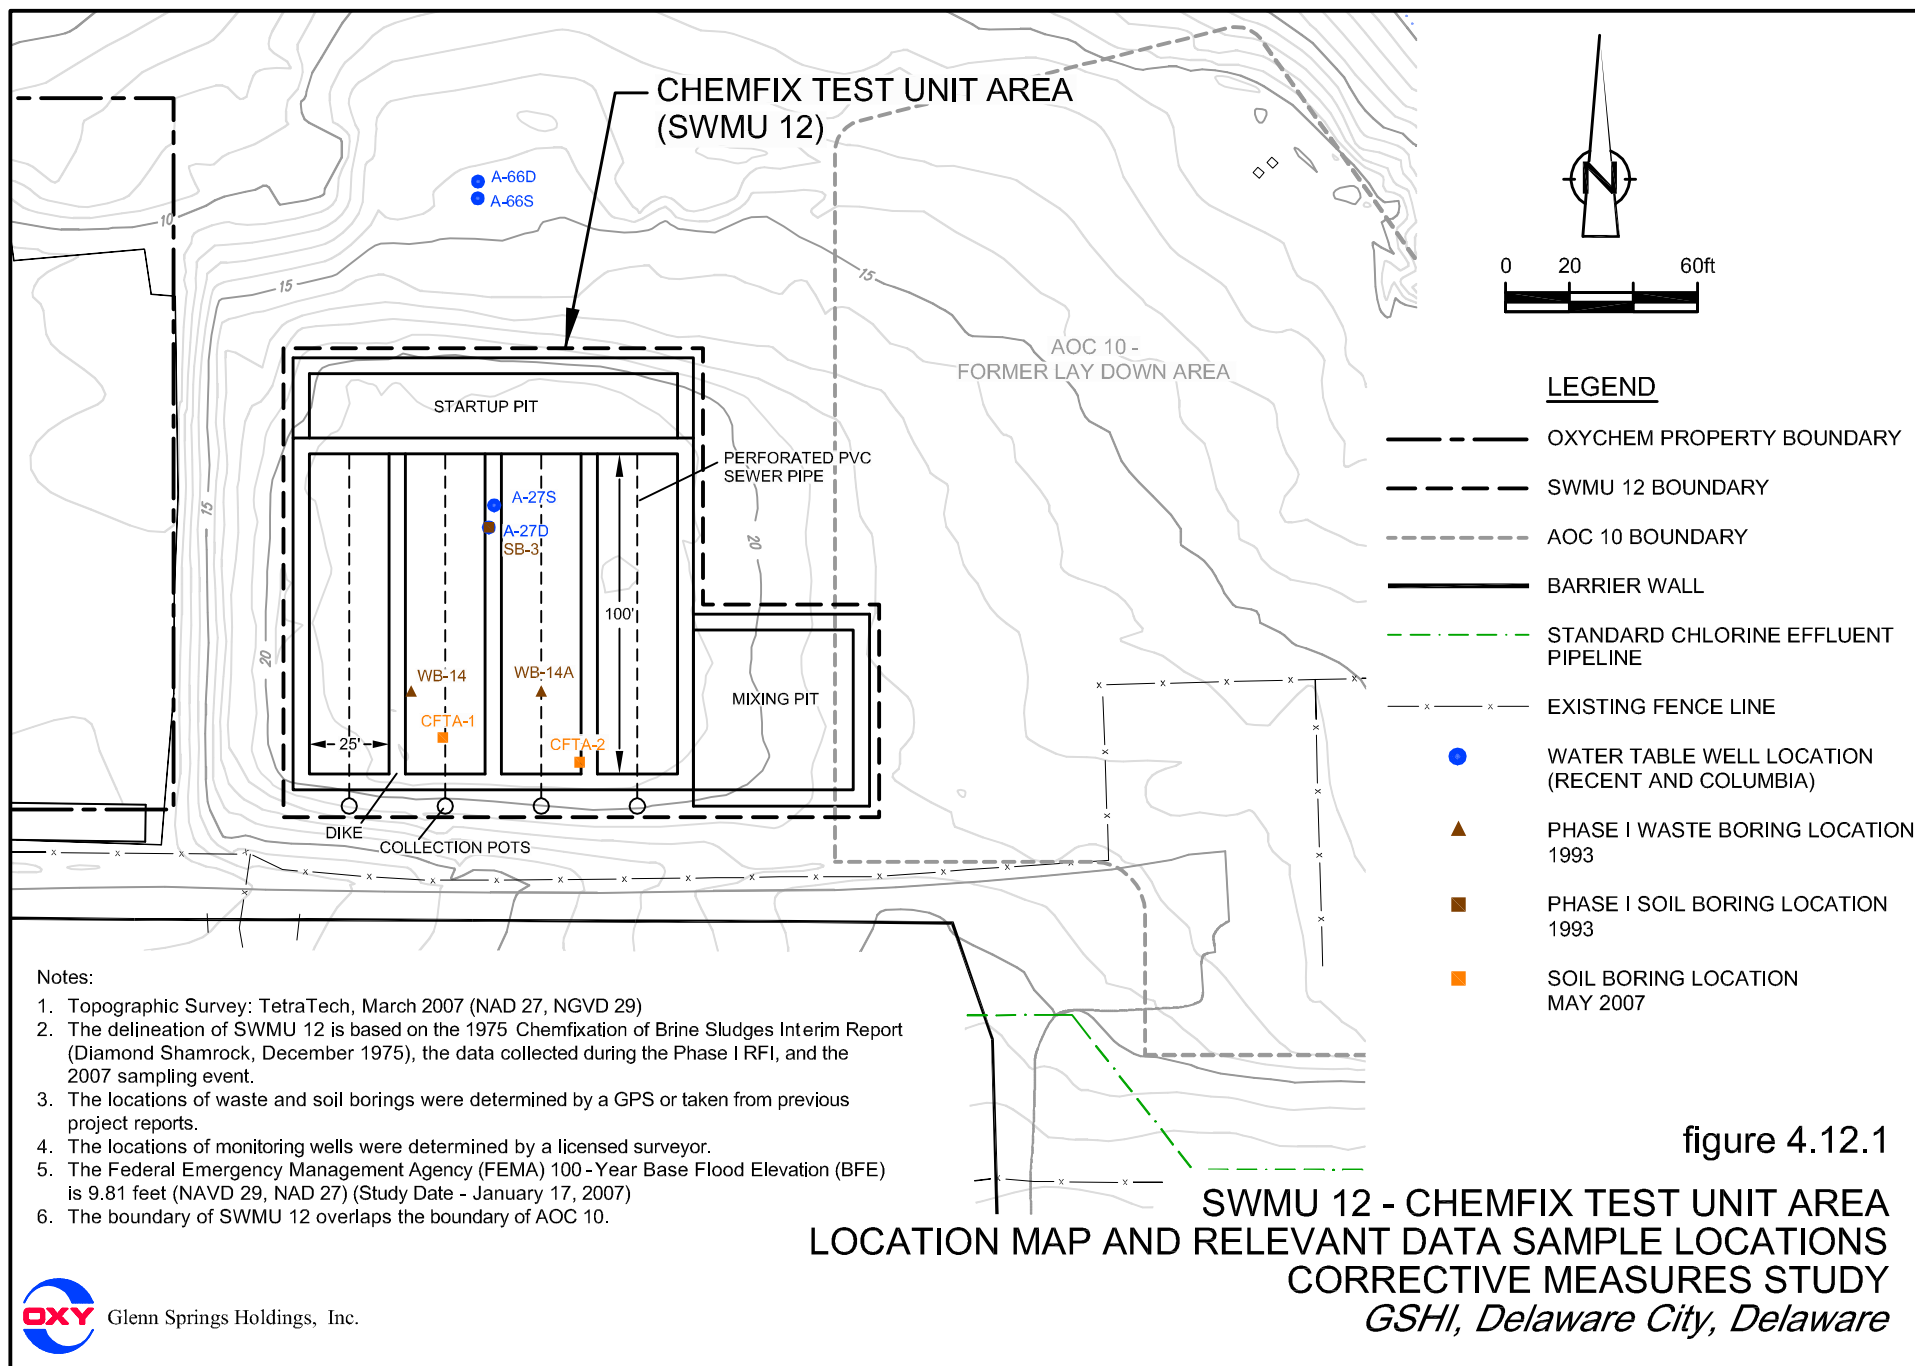 CHEMFIX TEST UNIT AREA
(SWMU 12)
A-66D
A-66S
10
15
15
15
20
20
AOC 10 -
FORMER LAY DOWN AREA
STARTUP PIT
PERFORATED PVC
SEWER PIPE
A-27S
A-27D
SB-3
100'
WB-14
WB-14A
CFTA-1
CFTA-2
25'
MIXING PIT
DIKE
COLLECTION POTS
N
0 20 60ft
LEGEND
OXYCHEM PROPERTY BOUNDARY
SWMU 12 BOUNDARY
AOC 10 BOUNDARY
BARRIER WALL
STANDARD CHLORINE EFFLUENT
PIPELINE
EXISTING FENCE LINE
WATER TABLE WELL LOCATION
(RECENT AND COLUMBIA)
PHASE I WASTE BORING LOCATION
1993
PHASE I SOIL BORING LOCATION
1993
SOIL BORING LOCATION
MAY 2007
Notes:
1. Topographic Survey: TetraTech, March 2007 (NAD 27, NGVD 29)
2. The delineation of SWMU 12 is based on the 1975 Chemfixation of Brine Sludges Interim Report
(Diamond Shamrock, December 1975), the data collected during the Phase I RFI, and the
2007 sampling event.
3. The locations of waste and soil borings were determined by a GPS or taken from previous
project reports.
4. The locations of monitoring wells were determined by a licensed surveyor.
5. The Federal Emergency Management Agency (FEMA) 100-Year Base Flood Elevation (BFE)
is 9.81 feet (NAVD 29, NAD 27) (Study Date - January 17, 2007)
6. The boundary of SWMU 12 overlaps the boundary of AOC 10.
figure 4.12.1
SWMU 12 - CHEMFIX TEST UNIT AREA
LOCATION MAP AND RELEVANT DATA SAMPLE LOCATIONS
CORRECTIVE MEASURES STUDY
GSHI, Delaware City, Delaware
OXY
Glenn Springs Holdings, Inc.